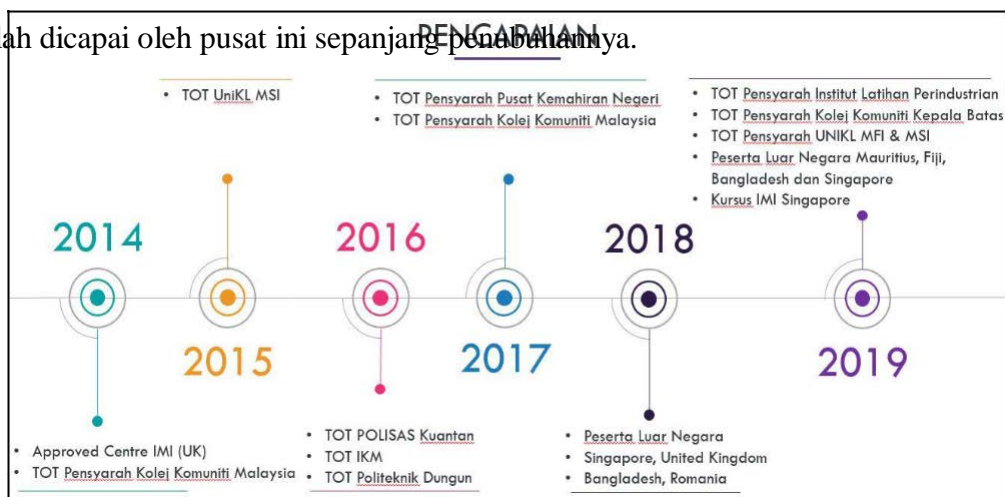 lah dicapai oleh pusat ini sepanjang penubuhannya.
PENCAPAIAN
• TOT UniKL MSI
• TOT Pensyarah Pusat Kemahiran Negeri
• TOT Pensyarah Kolej Komuniti Malaysia
• TOT Pensyarah Institut Latihan Perindustrian
• TOT Pensyarah Kolej Komuniti Kepala Batas
• TOT Pensyarah UNIKL MFI & MSI
• Peserta Luar Negara Mauritius, Fiji,
Bangladesh dan Singapore
• Kursus IMI Singapore
2014
2016
2018
2015
2017
2019
• Approved Centre IMI (UK)
• TOT Pensyarah Kolej Komuniti Malaysia
• TOT POLISAS Kuantan
• TOT IKM
• TOT Politeknik Dungun
• Peserta Luar Negara
• Singapore, United Kingdom
• Bangladesh, Romania